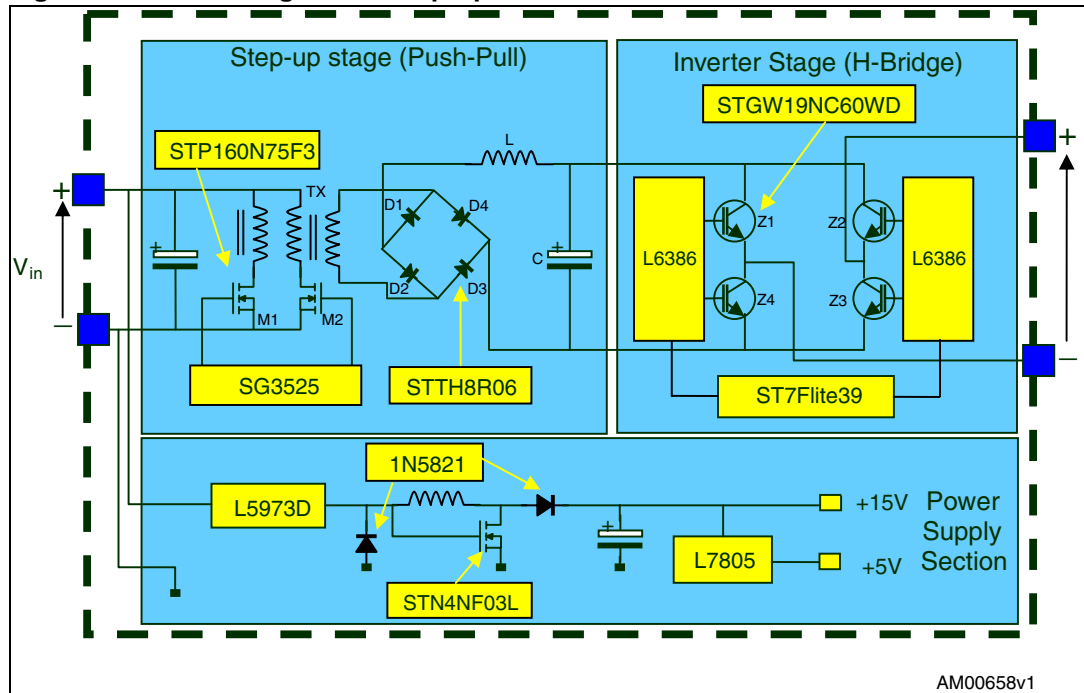 Step-up stage (Push-Pull)
Inverter Stage (H-Bridge)
STGW19NC60WD
STP160N75F3
L
+
+
TX
D1
D4
+
+
Z1
Z2
L6386
L6386
Vin
C
D2
D3
Z4
Z3
M1
M2
–
–
SG3525
STTH8R06
ST7Flite39
1N5821
L5973D
+
+15V
Power
Supply
Section
L7805
+5V
STN4NF03L
AM00658v1